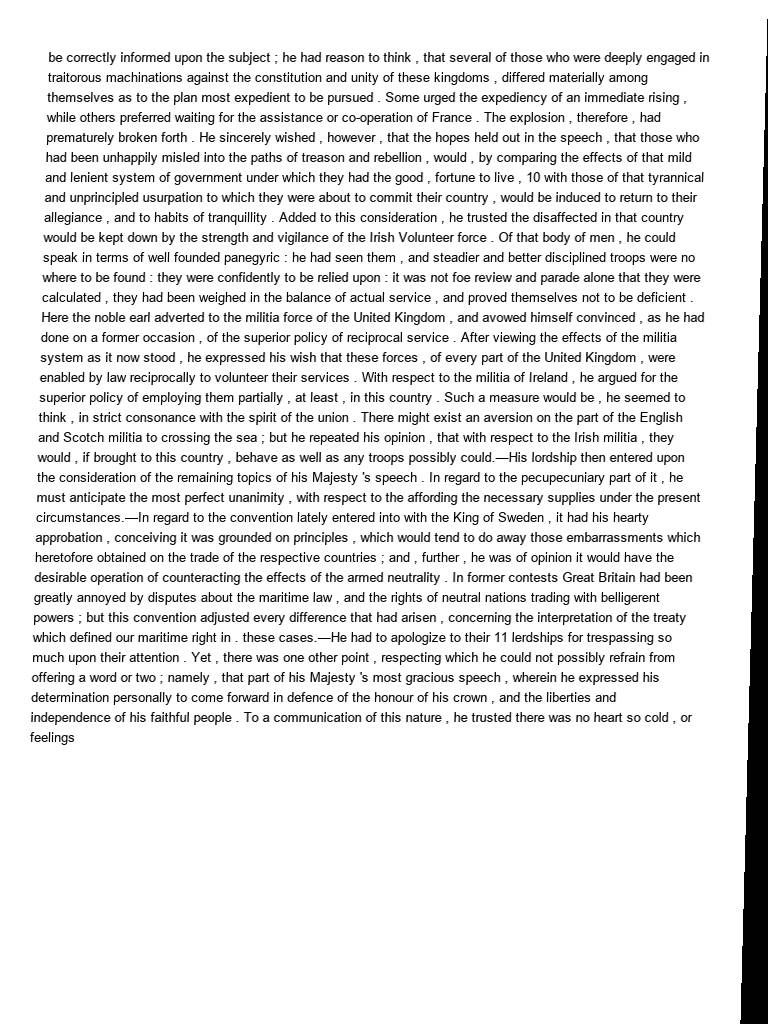 be correctly informed upon the subject ; he had reason to think , that several of those who were deeply engaged in
traitorous machinations against the constitution and unity of these kingdoms , differed materially among
themselves as to the plan most expedient to be pursued . Some urged the expediency of an immediate rising ,
while others preferred waiting for the assistance or co-operation of France . The explosion , therefore , had
prematurely broken forth . He sincerely wished , however , that the hopes held out in the speech , that those who
had been unhappily misled into the paths of treason and rebellion , would , by comparing the effects of that mild
and lenient system of government under which they had the good , fortune to live , 10 with those of that tyrannical
and unprincipled usurpation to which they were about to commit their country , would be induced to return to their
allegiance , and to habits of tranquillity . Added to this consideration , he trusted the disaffected in that country
would be kept down by the strength and vigilance of the Irish Volunteer force . Of that body of men , he could
speak in terms of well founded panegyric : he had seen them , and steadier and better disciplined troops were no
where to be found : they were confidently to be relied upon : it was not foe review and parade alone that they were
calculated , they had been weighed in the balance of actual service , and proved themselves not to be deficient .
Here the noble earl adverted to the militia force of the United Kingdom , and avowed himself convinced , as he had
done on a former occasion , of the superior policy of reciprocal service . After viewing the effects of the militia
system as it now stood , he expressed his wish that these forces , of every part of the United Kingdom , were
enabled by law reciprocally to volunteer their services . With respect to the militia of Ireland , he argued for the
superior policy of employing them partially , at least , in this country . Such a measure would be , he seemed to
think , in strict consonance with the spirit of the union . There might exist an aversion on the part of the English
and Scotch militia to crossing the sea ; but he repeated his opinion , that with respect to the Irish militia , they
would , if brought to this country , behave as well as any troops possibly could.—His lordship then entered upon
the consideration of the remaining topics of his Majesty 's speech . In regard to the pecupecuniary part of it , he
must anticipate the most perfect unanimity , with respect to the affording the necessary supplies under the present
circumstances.—In regard to the convention lately entered into with the King of Sweden , it had his hearty
approbation , conceiving it was grounded on principles , which would tend to do away those embarrassments which
heretofore obtained on the trade of the respective countries ; and , further , he was of opinion it would have the
desirable operation of counteracting the effects of the armed neutrality . In former contests Great Britain had been
greatly annoyed by disputes about the maritime law , and the rights of neutral nations trading with belligerent
powers ; but this convention adjusted every difference that had arisen , concerning the interpretation of the treaty
which defined our maritime right in . these cases.—He had to apologize to their 11 lerdships for trespassing so
much upon their attention . Yet , there was one other point , respecting which he could not possibly refrain from
offering a word or two ; namely , that part of his Majesty 's most gracious speech , wherein he expressed his
determination personally to come forward in defence of the honour of his crown , and the liberties and
independence of his faithful people . To a communication of this nature , he trusted there was no heart so cold , or
feelings